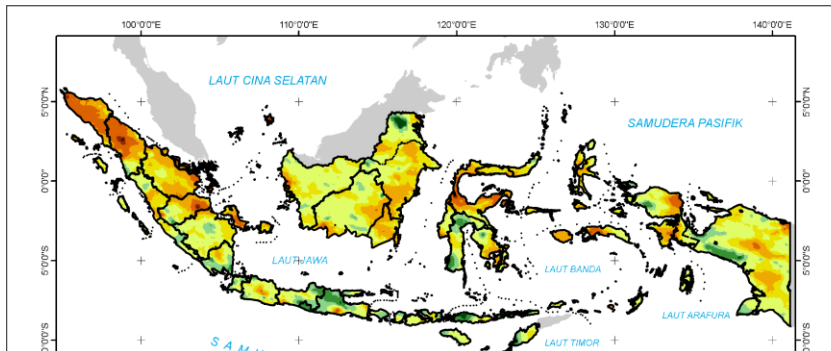 100°0'0"E 110°0'0"E 120°0'0"E 130°0'0"E 140°0'0"E
LAUT CINA SELATAN
5°0'0"N 5°0'0"N
SAMUDERA PASIFIK
0°0'0" 0°0'0"
LAUT JAWA
5°0'0"S 5°0'0"S
LAUT BANDA
LAUT ARAFURA
LAUT TIMOR
S A M